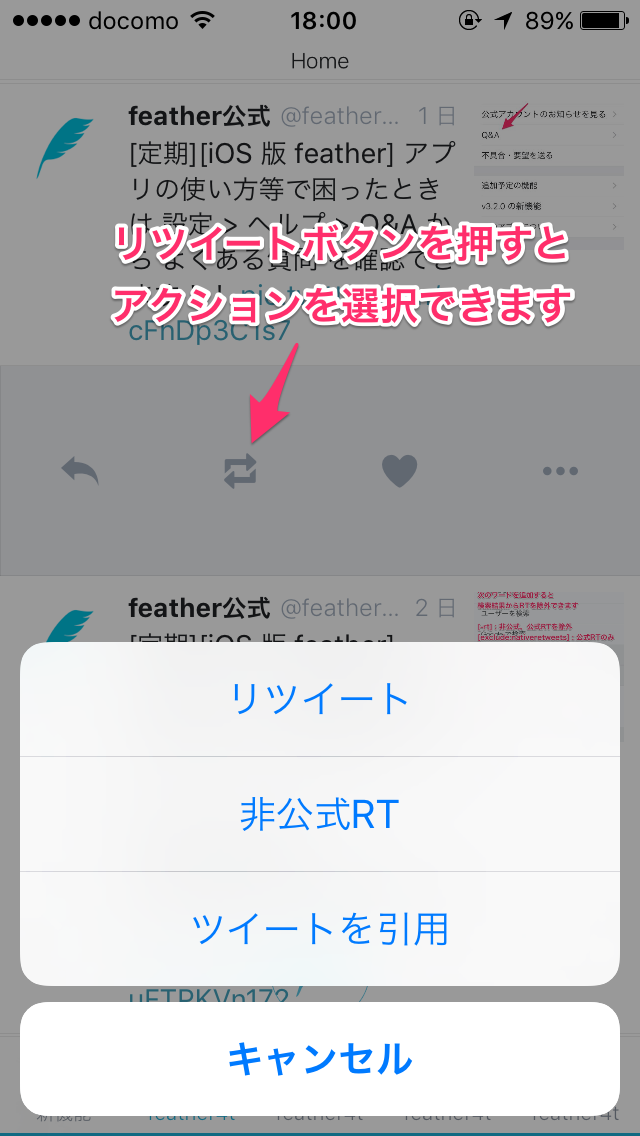 docomo 18:00 89%
Home
feather公式 @feather... 1日
[定期][iOS 版 feather] アプ
リの使い方等で困ったとき
は 設定 > ヘルプ > Q&A か
ら よくある質問 を確認でき
cFnDp3C1s7
公式アカウントのお知らせを見る
Q&A
不具合・要望を送る
追加予定の機能
v3.2.0 の新機能
リツイートボタンを押すと
アクションを選択できます
feather公式 @feather... 2日
[定期][iOS 版 feather]
次のワードを追加すると
検索結果からRTを除外できます
ユーザーを検索
[-rt] : 非公式、公式RTを除外
[exclude:nativeretweets] : 公式RTのみ
リツイート
非公式RT
ツイートを引用
uFTPKVn172
キャンセル
新機能 feather4t feather4t feather4t feather4t